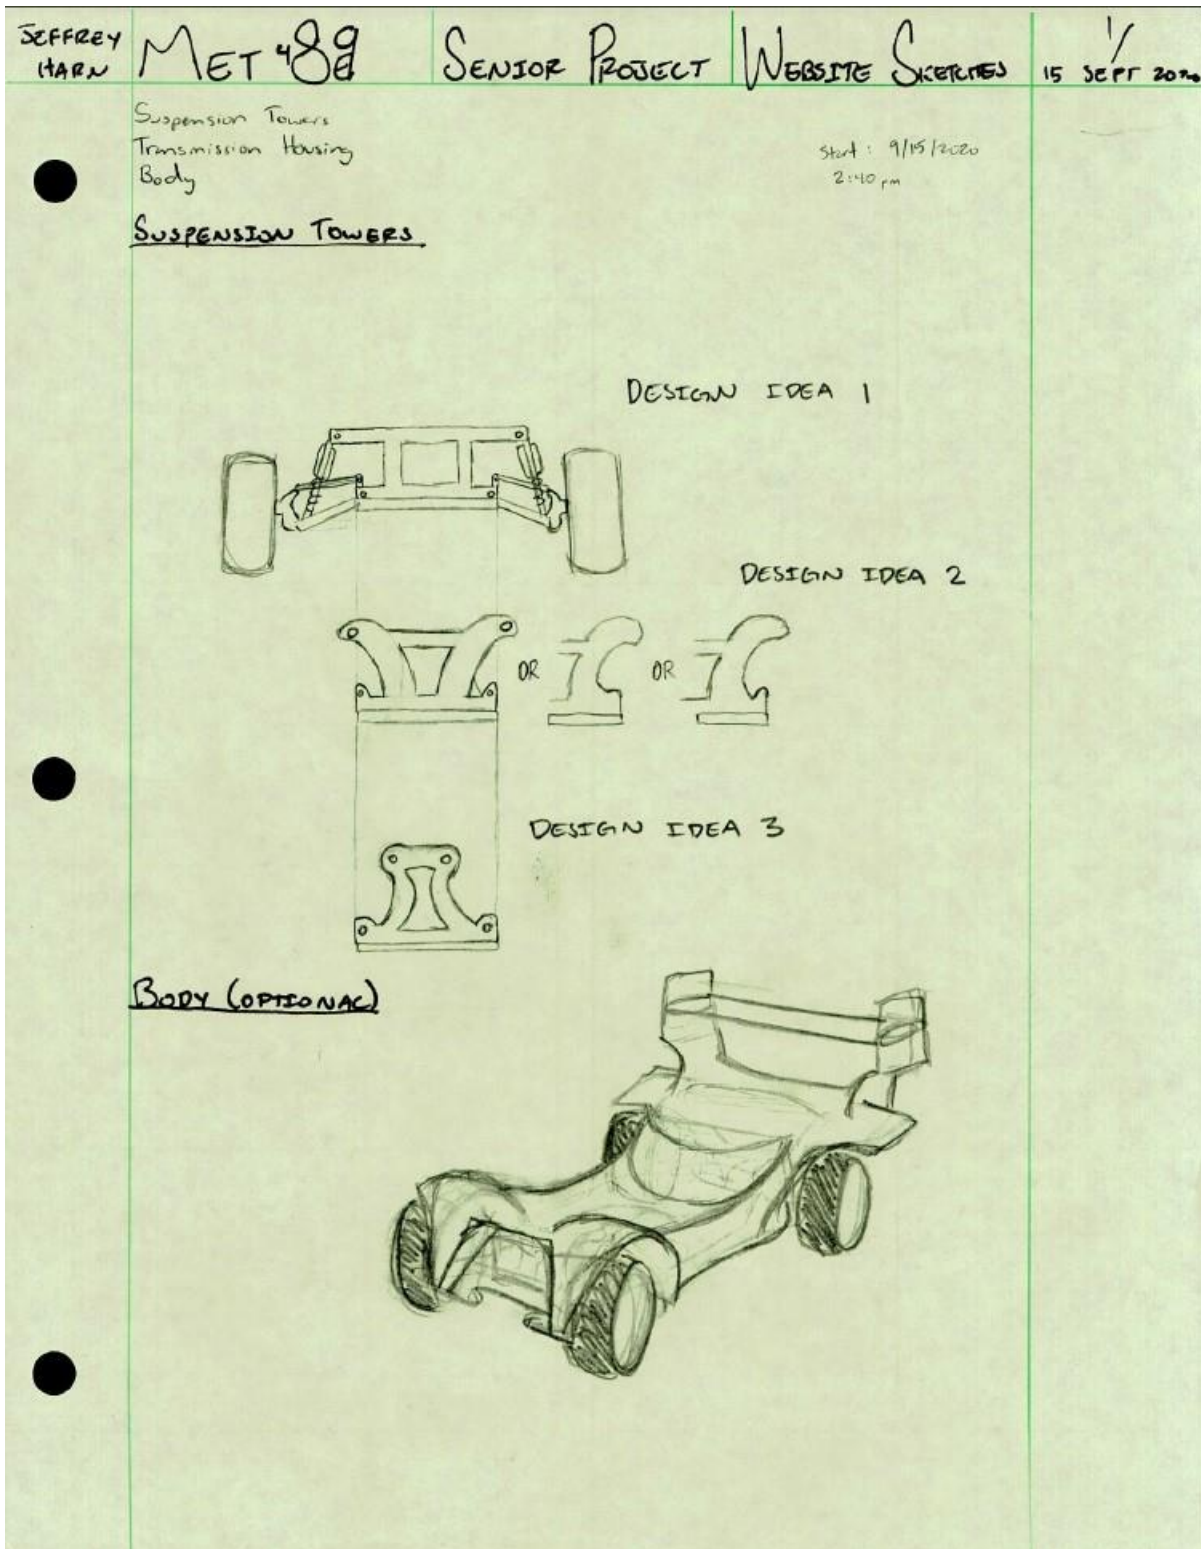 JEFFREY
HARN
MET 489
SENIOR PROJECT
WEBSITE SKETCHES
1/
15 SEPT 2020
Suspension Towers
Transmission Housing
Body
Start: 9/15/2020
2:40 pm
SUSPENSION TOWERS
DESIGN IDEA 1
DESIGN IDEA 2
OR OR
DESIGN IDEA 3
BODY (OPTIONAL)